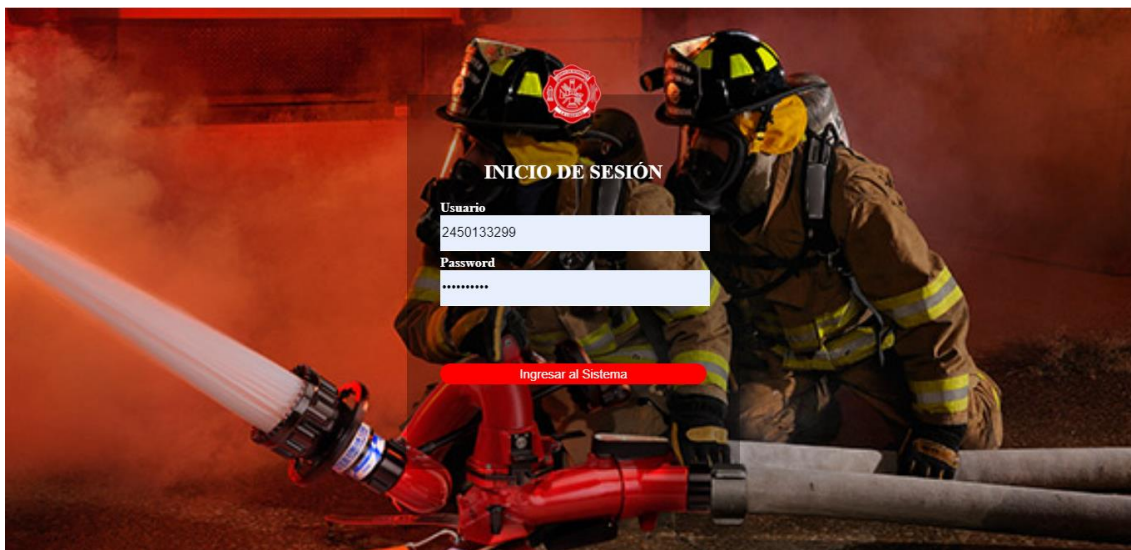 INICIO DE SESIÓN
Usuario
2450133299
Password
••••••••••
Ingresar al Sistema